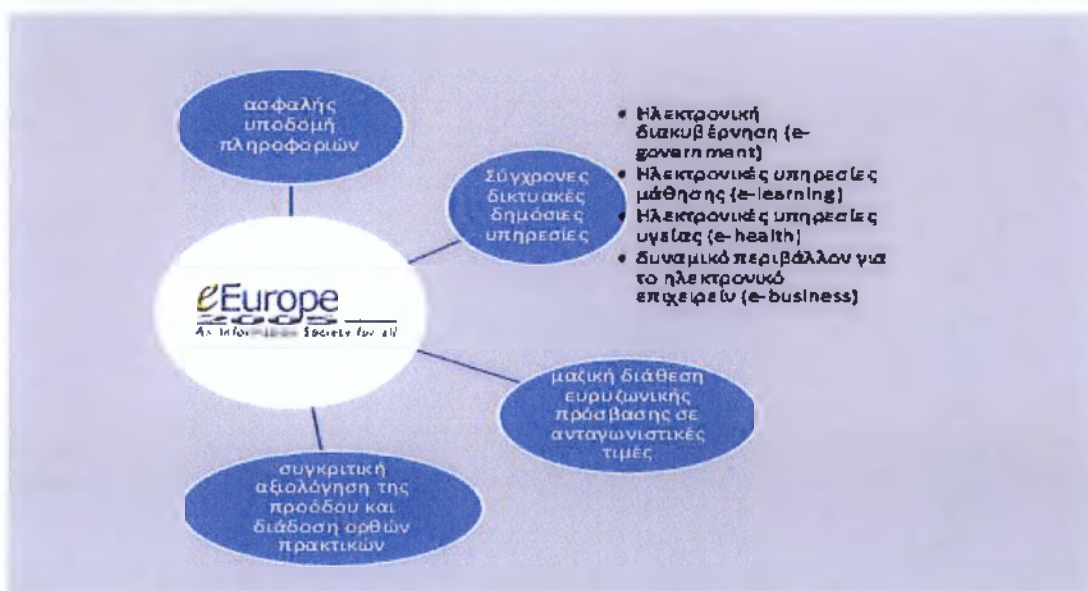 ασφαλής
υποδομή
πληροφοριών
Σύγχρονες
δικτυακές
δημόσιες
υπηρεσίες
• Ηλεκτρονική
διακυβέρνηση (e-
government)
• Ηλεκτρονικές υπηρεσίες
μάθησης (e-learning)
• Ηλεκτρονικές υπηρεσίες
υγείας (e-health)
• δυναμικό περιβάλλον για
το ηλεκτρονικό
επιχειρείν (e-business)
eEurope
2005
An Information Society for all
μαζική διάθεση
ευρυζωνικής
πρόσβασης σε
ανταγωνιστικές
τιμές
συγκριτική
αξιολόγηση της
προόδου και
διάδοση ορθών
πρακτικών